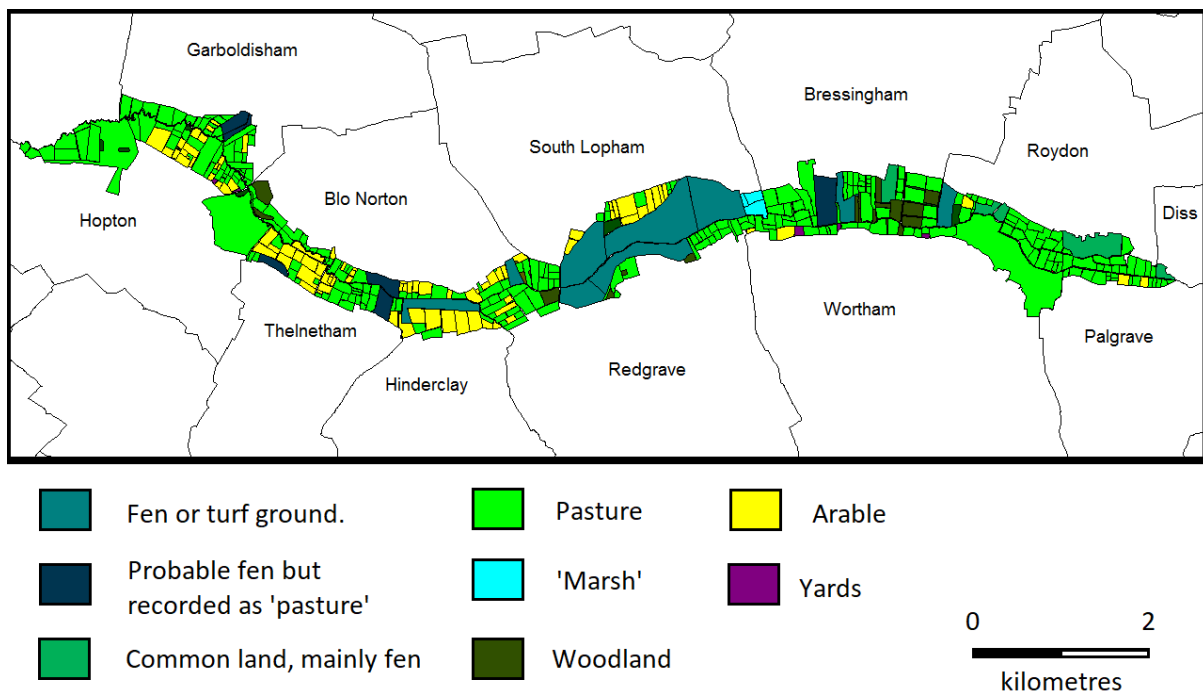 Garboldisham
Bressingham
South Lopham
Roydon
Blo Norton
Diss
Hopton
Thelnetham
Wortham
Palgrave
Redgrave
Hinderclay
Fen or turf ground.
Pasture
Arable
Probable fen but
recorded as 'pasture'
'Marsh'
Yards
Common land, mainly fen
Woodland
0 2
kilometres